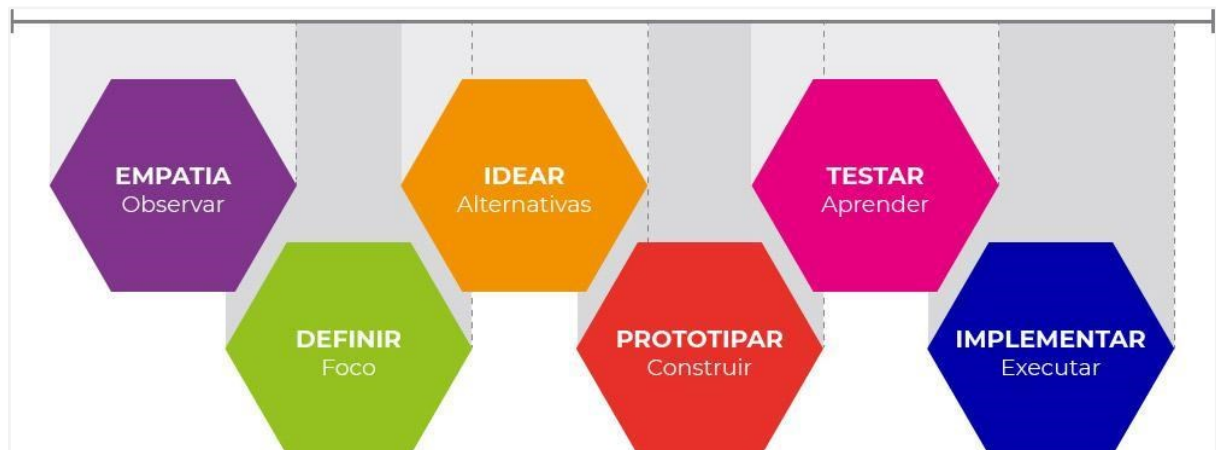 EMPATIA
Observar
DEFINIR
Foco
IDEAR
Alternativas
PROTOTIPAR
Construir
TESTAR
Aprender
IMPLEMENTAR
Executar